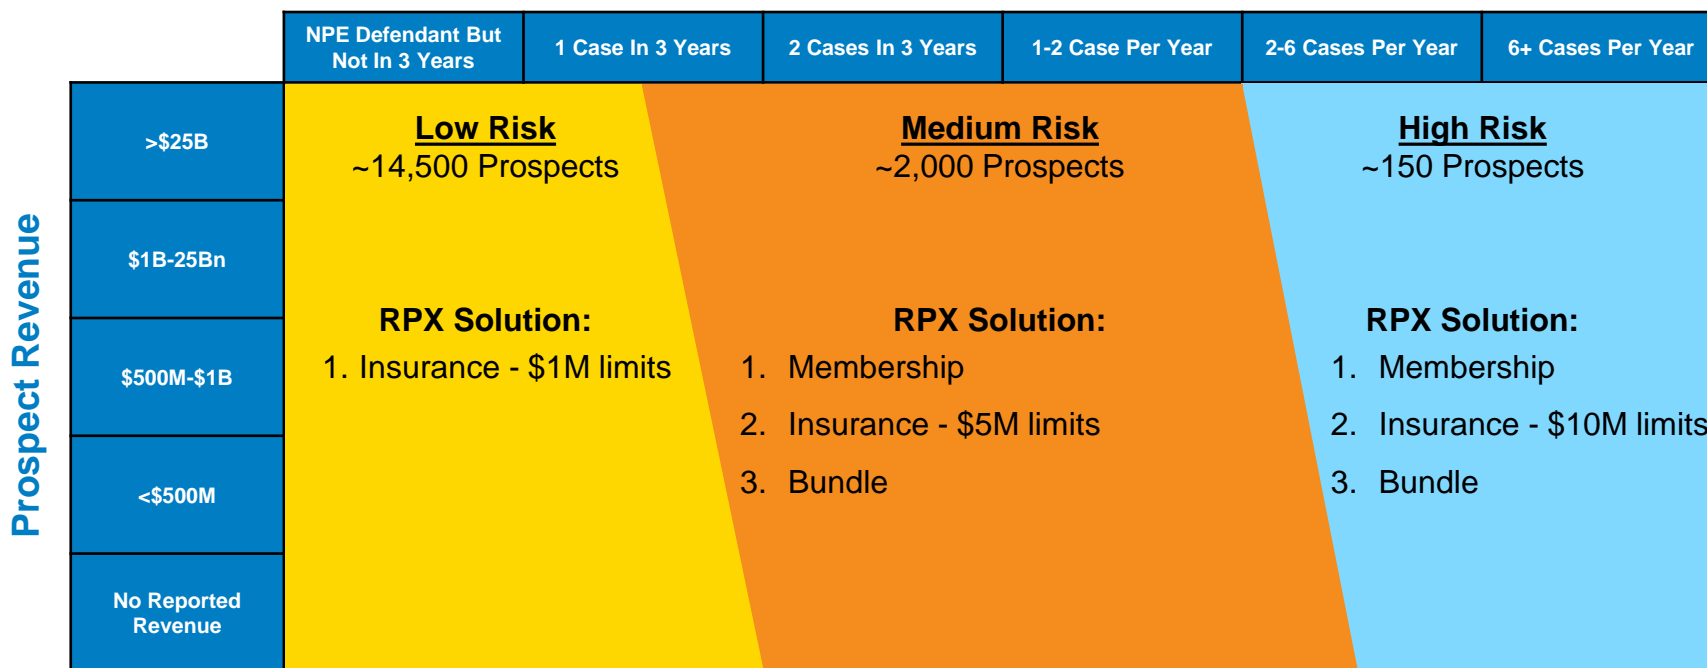 NPE Defendant But
Not In 3 Years
1 Case In 3 Years
2 Cases In 3 Years
1-2 Case Per Year
2-6 Cases Per Year
6+ Cases Per Year
Prospect Revenue
>$25B
$1B-25Bn
$500M-$1B
<$500M
No Reported
Revenue
Low Risk
~14,500 Prospects
RPX Solution:
1. Insurance - $1M limits
Medium Risk
~2,000 Prospects
RPX Solution:
1. Membership
2. Insurance - $5M limits
3. Bundle
High Risk
~150 Prospects
RPX Solution:
1. Membership
2. Insurance - $10M limits
3. Bundle